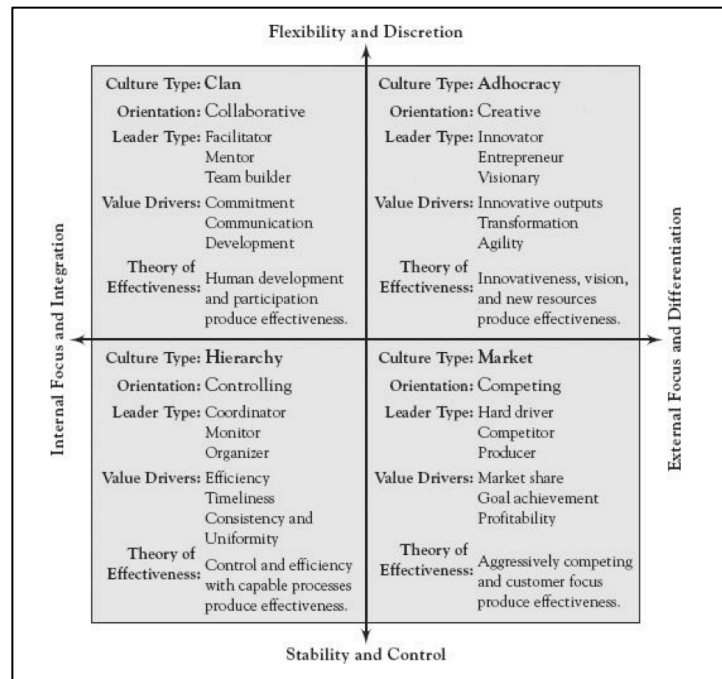 Flexibility and Discretion
Internal Focus and Integration
Culture Type: Clan
Orientation: Collaborative
Leader Type: Facilitator
Mentor
Team builder
Value Drivers: Commitment
Communication
Development
Theory of
Effectiveness: Human development
and participation
produce effectiveness.
Culture Type: Adhocracy
Orientation: Creative
Leader Type: Innovator
Entrepreneur
Visionary
Value Drivers: Innovative outputs
Transformation
Agility
Theory of
Effectiveness: Innovativeness, vision,
and new resources
produce effectiveness.
Culture Type: Hierarchy
Orientation: Controlling
Leader Type: Coordinator
Monitor
Organizer
Value Drivers: Efficiency
Timeliness
Consistency and
Uniformity
Theory of
Effectiveness: Control and efficiency
with capable processes
produce effectiveness.
Culture Type: Market
Orientation: Competing
Leader Type: Hard driver
Competitor
Producer
Value Drivers: Market share
Goal achievement
Profitability
Theory of
Effectiveness: Aggressively competing
and customer focus
produce effectiveness.
External Focus and Differentiation
Stability and Control